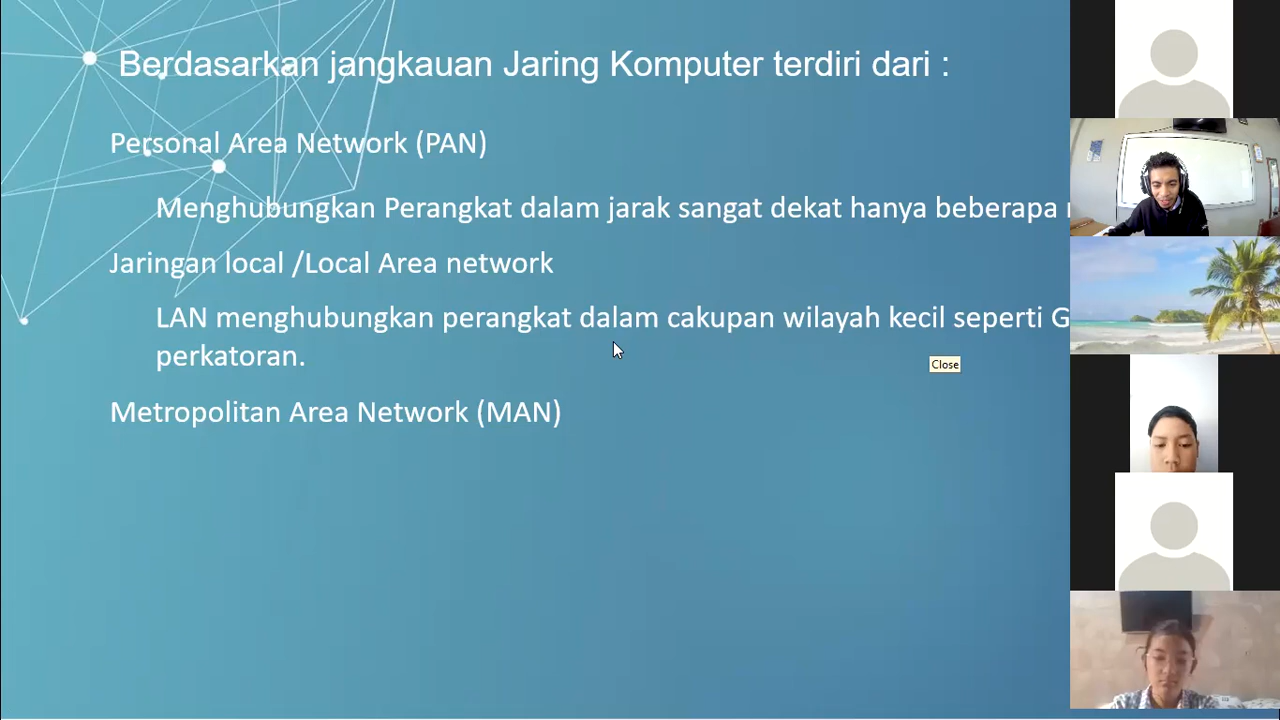 Berdasarkan jangkauan Jaring Komputer terdiri dari :
Personal Area Network (PAN)
Menghubungkan Perangkat dalam jarak sangat dekat hanya beberapa
Jaringan local /Local Area network
LAN menghubungkan perangkat dalam cakupan wilayah kecil seperti
perkatoran.
Close
Metropolitan Area Network (MAN)